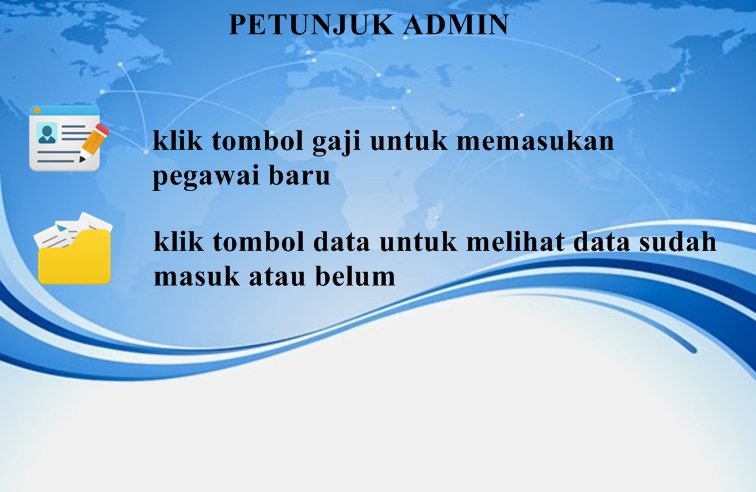 PETUNJUK ADMIN
klik tombol gaji untuk memasukan
pegawai baru
klik tombol data untuk melihat data sudah
masuk atau belum